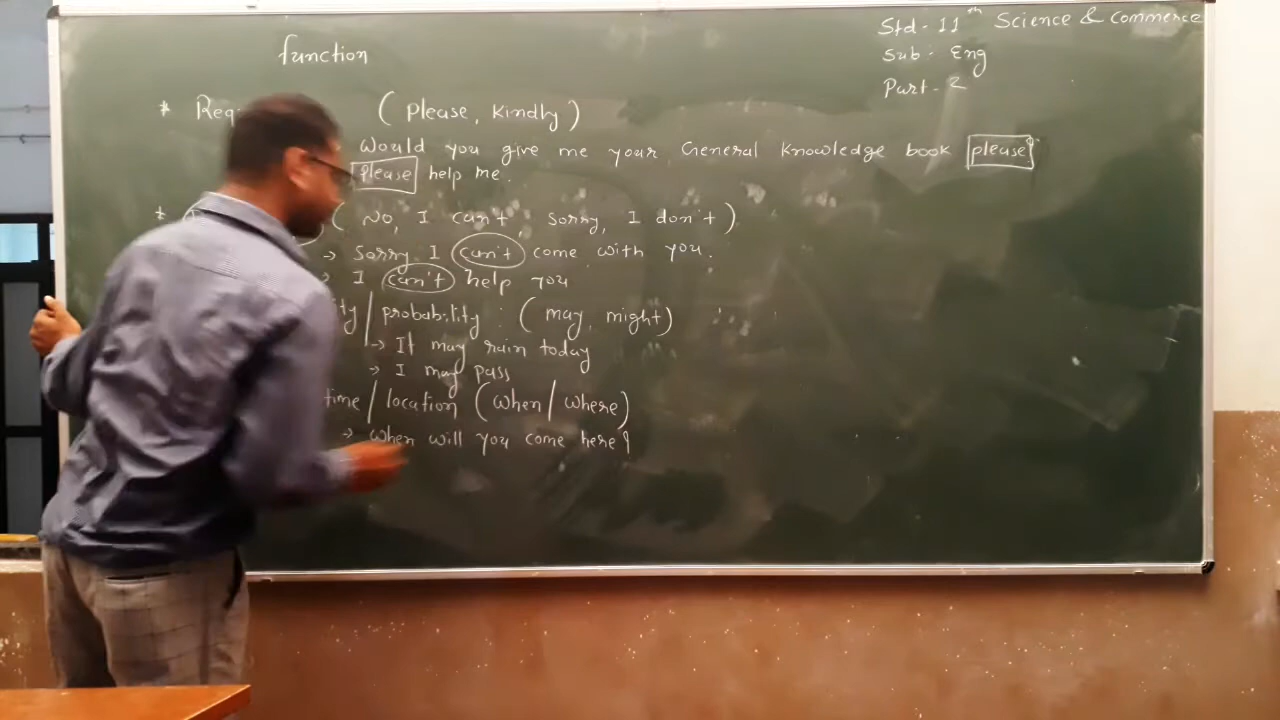 Std - 11th Science & Commerce
Sub - Eng
Part - 2
function
* Req (Please, Kindly)
Would you give me your General Knowledge book please?
please help me.
* (No, I can't, sorry, I don't)
→ Sorry I can't come with you.
→ I can't help you
ity / probability : (may, might)
→ It may rain today
→ I may pass
time / location (when / where)
→ When will you come here?